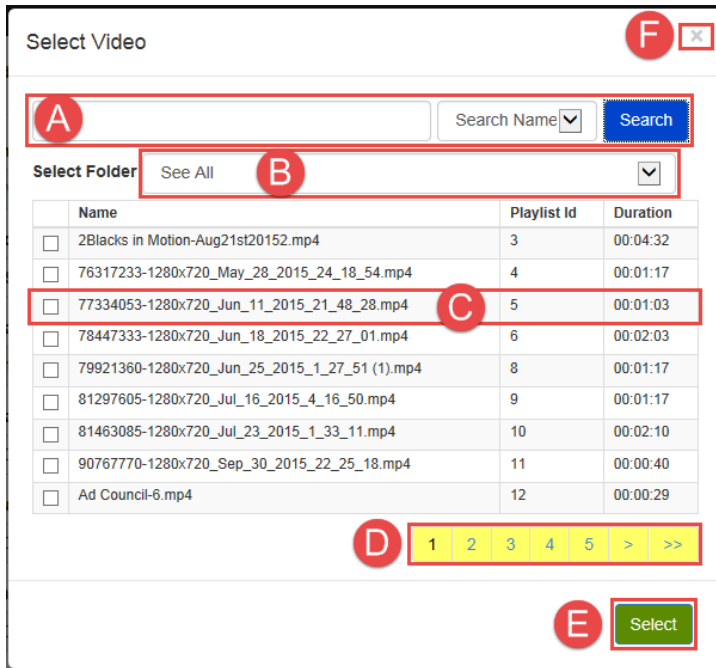 Select Video F ×
A Search Name Search
Select Folder See All B
Name Playlist Id Duration
2Blacks in Motion-Aug21st20152.mp4 3 00:04:32
76317233-1280x720_May_28_2015_24_18_54.mp4 4 00:01:17
77334053-1280x720_Jun_11_2015_21_48_28.mp4 C 5 00:01:03
78447333-1280x720_Jun_18_2015_22_27_01.mp4 6 00:02:03
79921360-1280x720_Jun_25_2015_1_27_51 (1).mp4 8 00:01:17
81297605-1280x720_Jul_16_2015_4_16_50.mp4 9 00:01:17
81463085-1280x720_Jul_23_2015_1_33_11.mp4 10 00:02:10
90767770-1280x720_Sep_30_2015_22_25_18.mp4 11 00:00:40
Ad Council-6.mp4 12 00:00:29
D 1 2 3 4 5 > >>
E Select